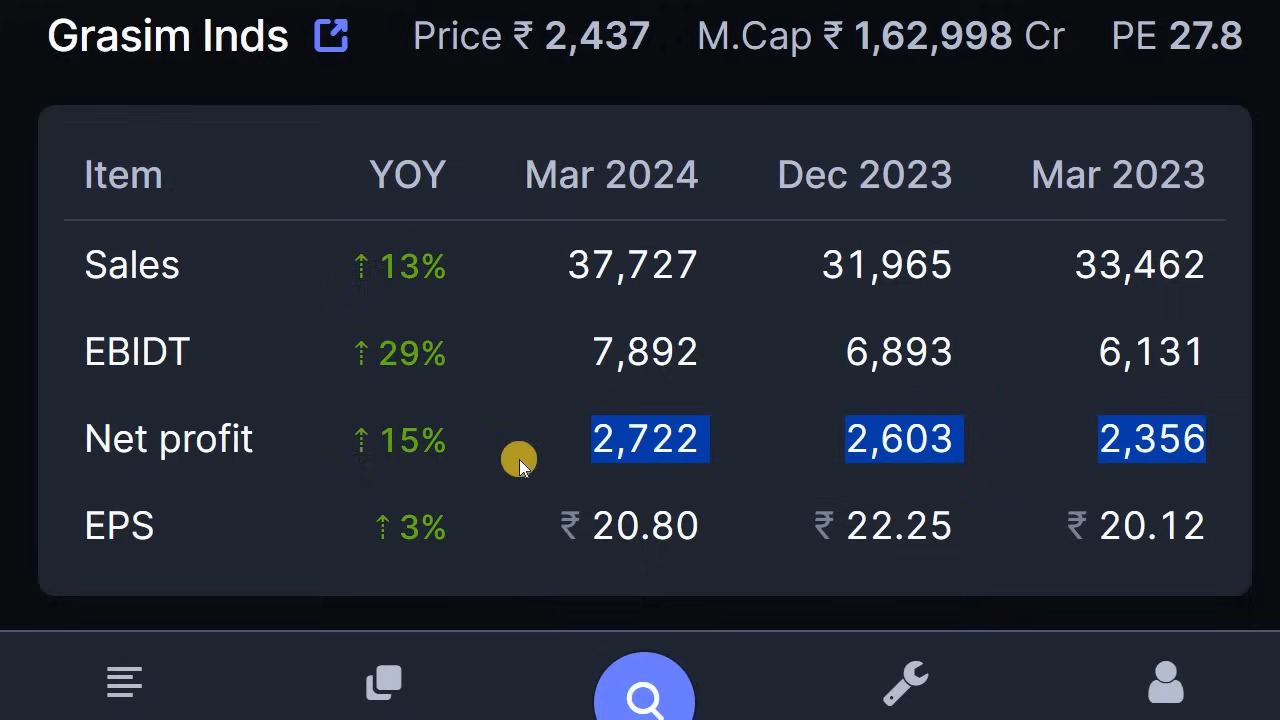 Grasim Inds Price ₹ 2,437 M.Cap ₹ 1,62,998 Cr PE 27.8
Item YOY Mar 2024 Dec 2023 Mar 2023
Sales ⇡ 13% 37,727 31,965 33,462
EBIDT ⇡ 29% 7,892 6,893 6,131
Net profit ⇡ 15% 2,722 2,603 2,356
EPS ⇡ 3% ₹ 20.80 ₹ 22.25 ₹ 20.12